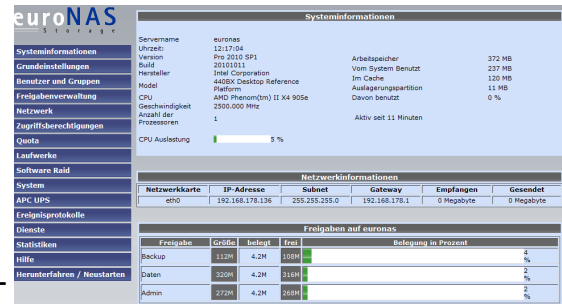 euroNAS
Storage
Systeminformationen
Grundeinstellungen
Benutzer und Gruppen
Freigabenverwaltung
Netzwerk
Zugriffsberechtigungen
Quota
Laufwerke
Software Raid
System
APC UPS
Ereignisprotokolle
Dienste
Statistiken
Hilfe
Herunterfahren / Neustarten
Systeminformationen
Servername euronas
Uhrzeit: 12:17:04
Version Pro 2010 SP1
Build 20101011
Hersteller Intel Corporation
Model 440BX Desktop Reference Platform
CPU AMD Phenom(tm) II X4 905e
Geschwindigkeit 2500.000 MHz
Anzahl der Prozessoren 1
CPU Auslastung 5 %
Arbeitspeicher 372 MB
Vom System Benutzt 237 MB
Im Cache 120 MB
Auslagerungspartition 11 MB
Davon benutzt 0 %
Aktiv seit 11 Minuten
Netzwerkinformationen
Netzwerkkarte IP-Adresse Subnet Gateway Empfangen Gesendet
eth0 192.168.178.136 255.255.255.0 192.168.178.1 0 Megabyte 0 Megabyte
Freigaben auf euronas
Freigabe Größe belegt frei Belegung in Prozent
Backup 112M 4.2M 108M 4 %
Daten 320M 4.2M 316M 2 %
Admin 272M 4.2M 268M 2 %